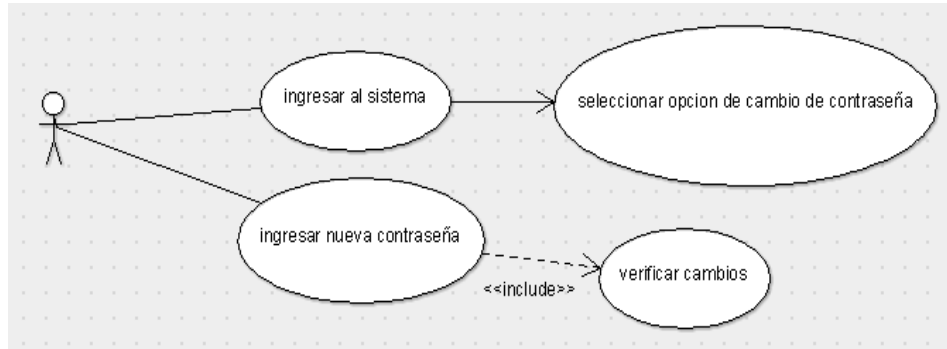 ingresar al sistema
seleccionar opcion de cambio de contraseña
ingresar nueva contraseña
verificar cambios
<<include>>